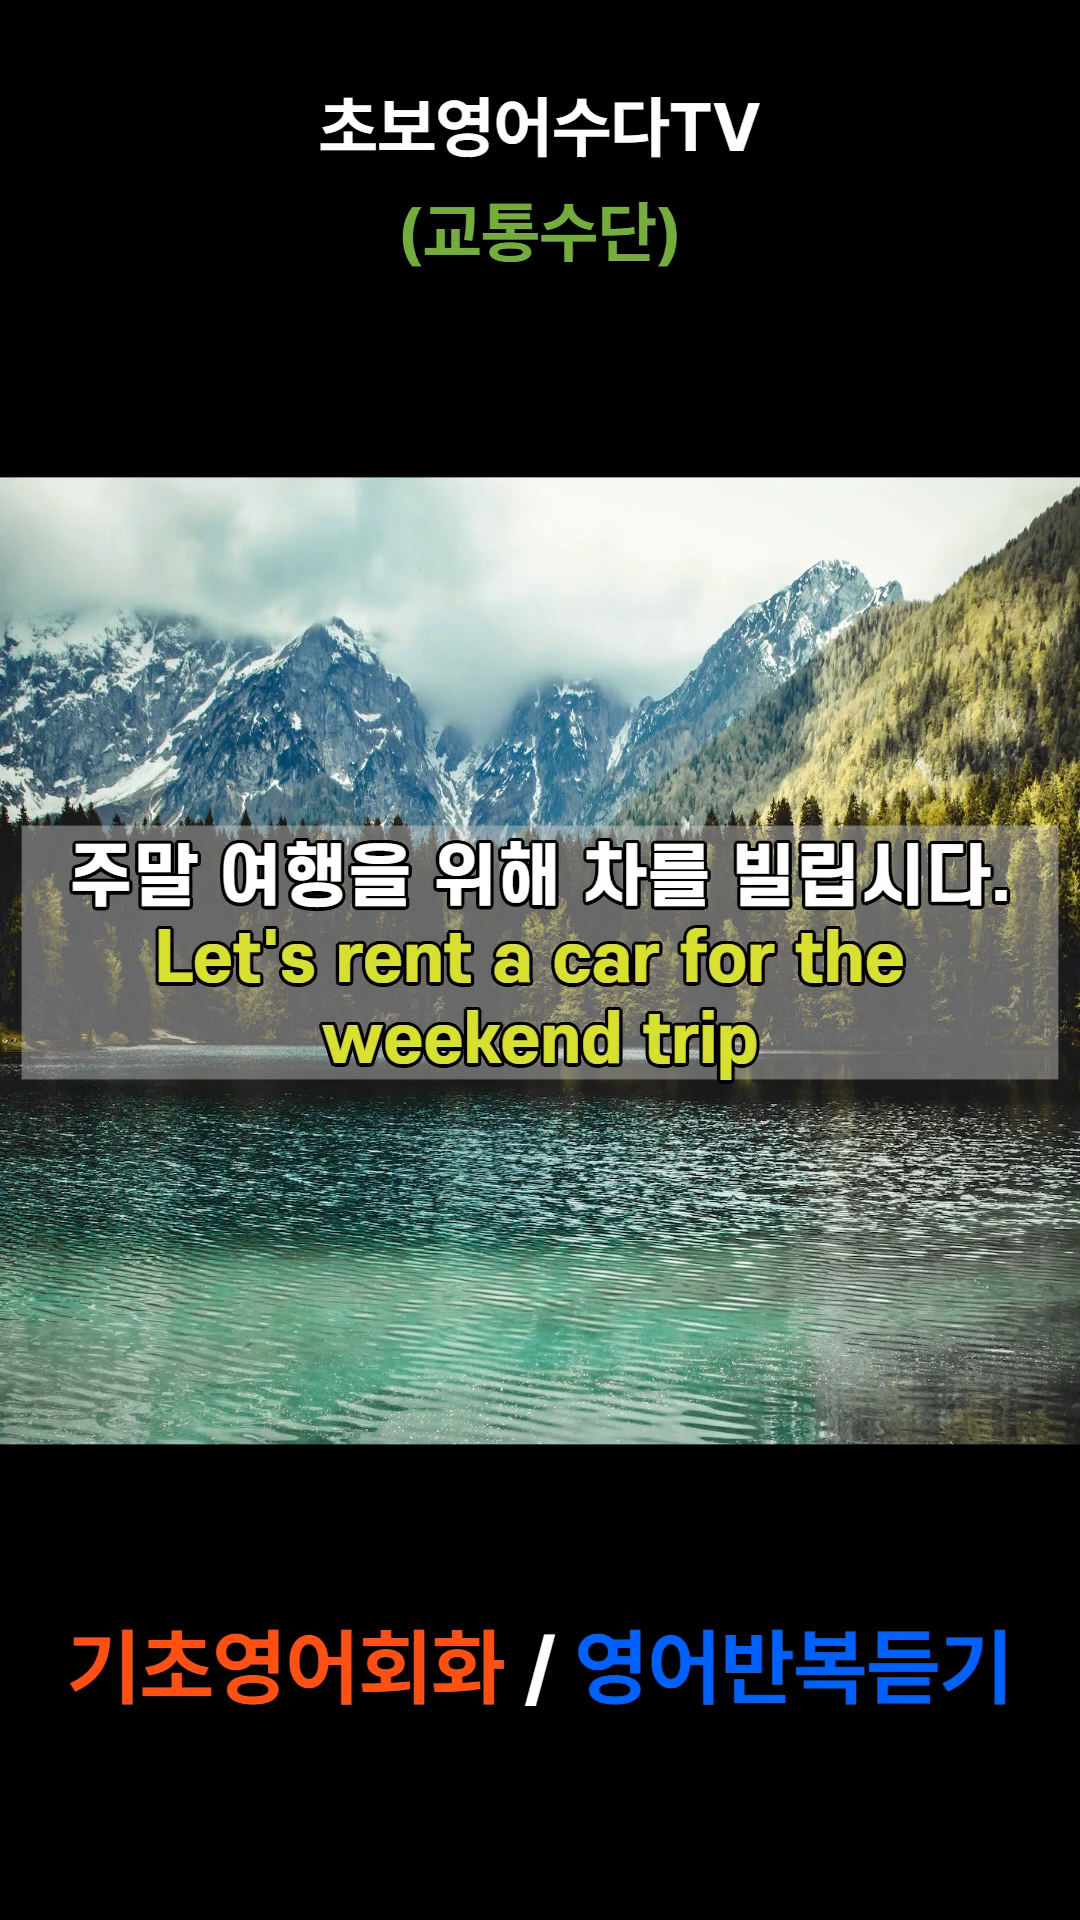 초보영어수다TV
(교통수단)
주말 여행을 위해 차를 빌립시다.
Let's rent a car for the
weekend trip
기초영어회화 / 영어반복듣기